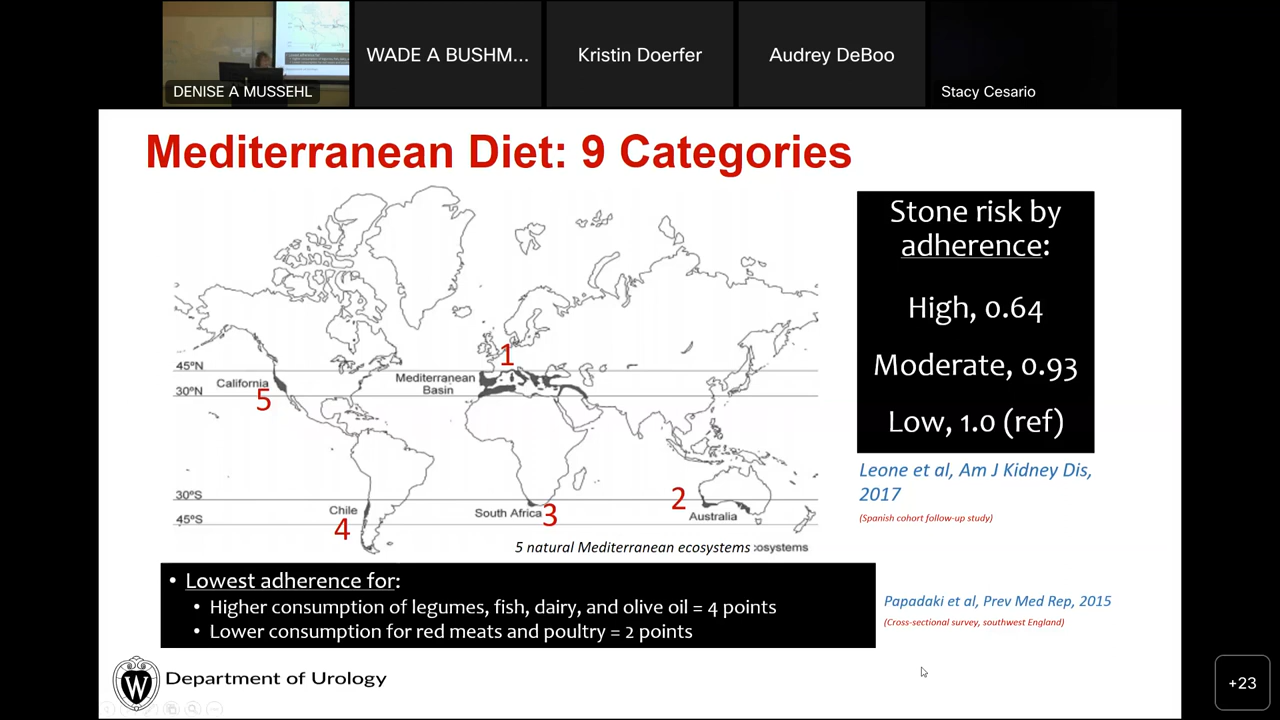 DENISE A MUSSEHL
WADE A BUSHM...
Kristin Doerfer
Audrey DeBoo
Stacy Cesario
Mediterranean Diet: 9 Categories
45°N
30°N
California
5
Mediterranean
Basin
1
30°S
45°S
Chile
4
South Africa
3
2
Australia
5 natural Mediterranean ecosystems
osystems
Stone risk by
adherence:
High, 0.64
Moderate, 0.93
Low, 1.0 (ref)
Leone et al, Am J Kidney Dis,
2017
(Spanish cohort follow-up study)
• Lowest adherence for:
• Higher consumption of legumes, fish, dairy, and olive oil = 4 points
• Lower consumption for red meats and poultry = 2 points
Papadaki et al, Prev Med Rep, 2015
(Cross-sectional survey, southwest England)
W
Department of Urology
+23